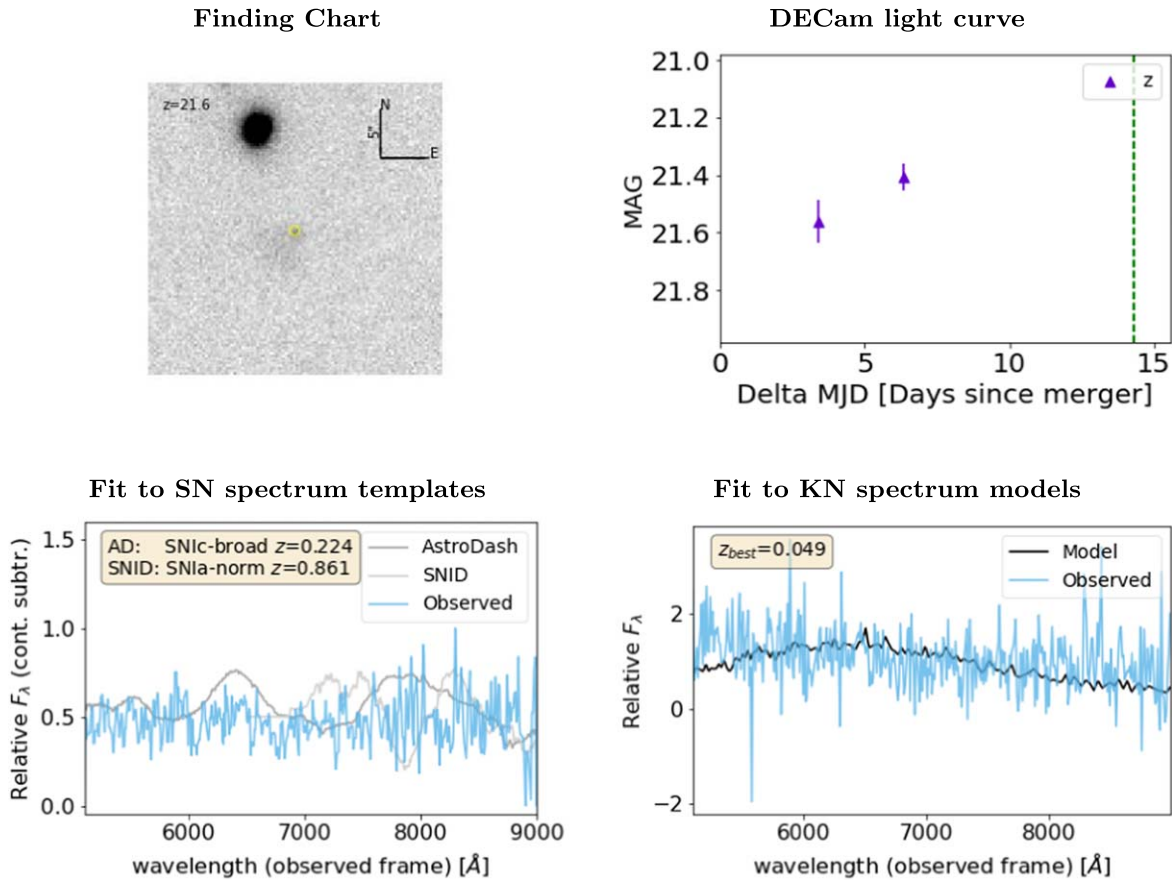 Finding Chart
z=21.6
N
5"
E
DECam light curve
21.0
21.2
21.4
21.6
21.8
MAG
z
0 5 10 15
Delta MJD [Days since merger]
Fit to SN spectrum templates
1.5
1.0
0.5
0.0
Relative Fλ (cont. subtr.)
AD: SNIc-broad z=0.224
SNID: SNIa-norm z=0.861
AstroDash
SNID
Observed
6000 7000 8000 9000
wavelength (observed frame) [Å]
Fit to KN spectrum models
2
0
−2
Relative Fλ
zbest=0.049
Model
Observed
6000 7000 8000
wavelength (observed frame) [Å]